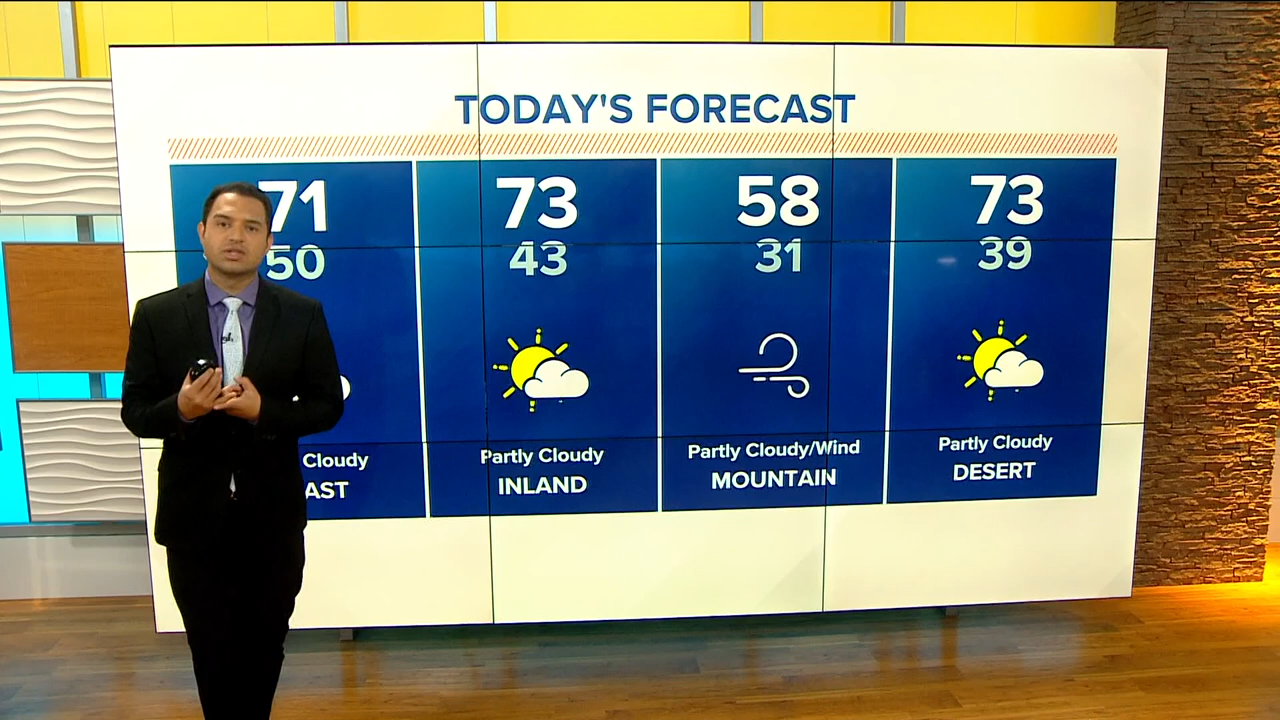 TODAY'S FORECAST
71
50
Cloudy
AST
73
43
Partly Cloudy
INLAND
58
31
Partly Cloudy/Wind
MOUNTAIN
73
39
Partly Cloudy
DESERT